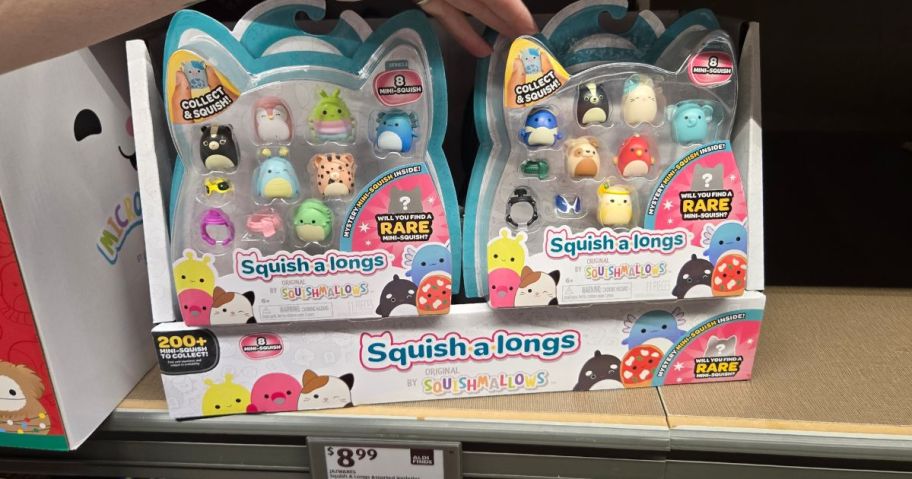 COLLECT
& SQUISH!
8
MINI-SQUISH
MYSTERY MINI-SQUISH INSIDE!
?
WILL YOU FIND A
RARE
MINI-SQUISH?
Squish a longs
ORIGINAL
BY SQUISHMALLOWS
WARNING
COLLECT
& SQUISH!
8
MINI-SQUISH
MYSTERY MINI-SQUISH INSIDE!
?
WILL YOU FIND A
RARE
MINI-SQUISH?
Squish a longs
ORIGINAL
BY SQUISHMALLOWS
WARNING
MICRO
200+
MINI-SQUISH
TO COLLECT!
8
MINI-SQUISH
Squish a longs
ORIGINAL
BY SQUISHMALLOWS
MYSTERY MINI-SQUISH INSIDE!
?
WILL YOU FIND A
RARE
MINI-SQUISH?
$8.99
ALDI
FINDS
JAZWARES